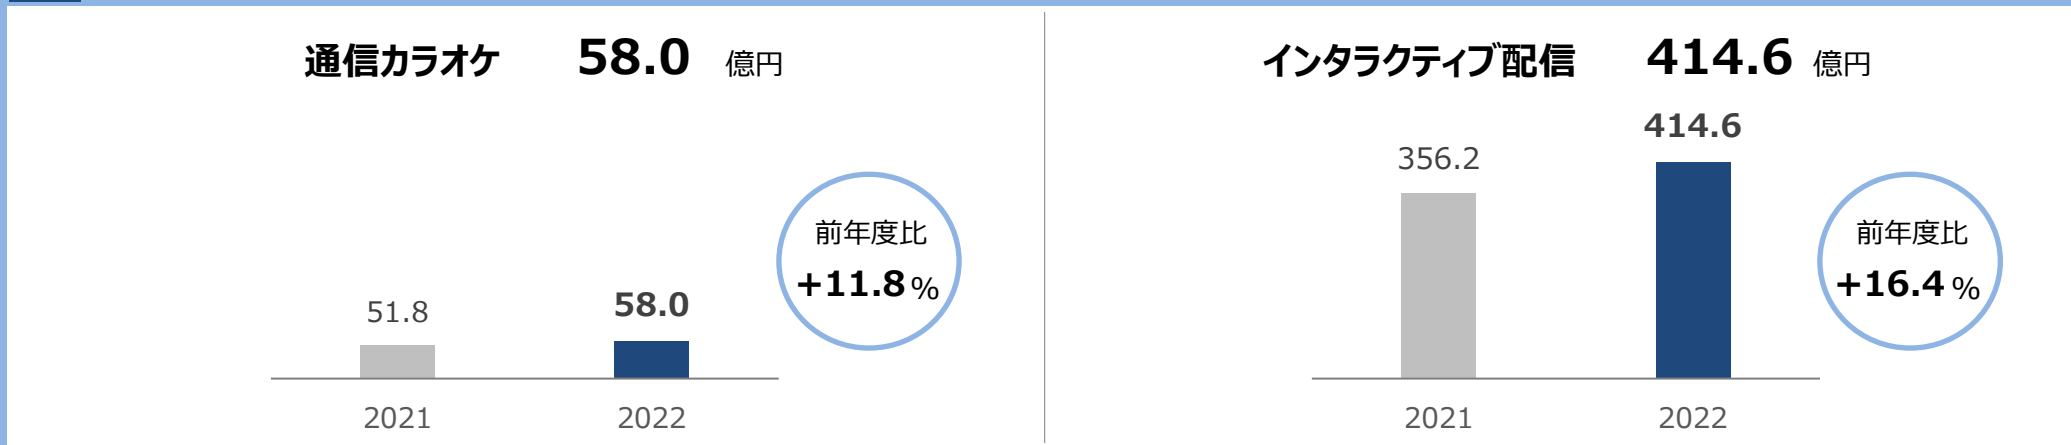 通信カラオケ 58.0 億円
51.8
58.0
前年度比
+11.8%
2021 2022
インタラクティブ配信 414.6 億円
356.2
414.6
前年度比
+16.4%
2021 2022